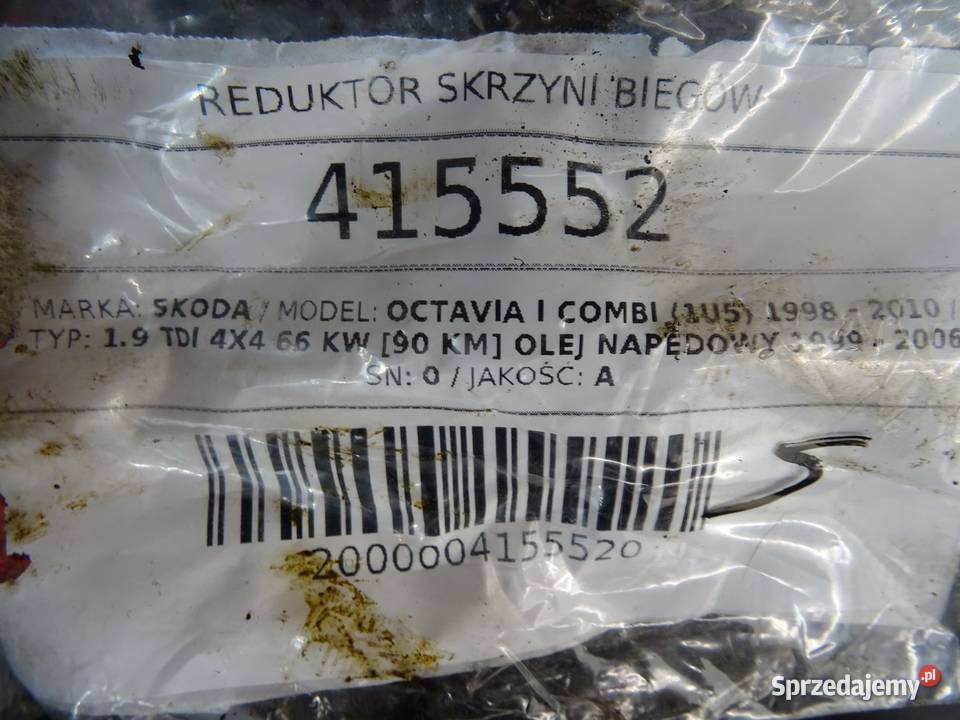 REDUKTOR SKRZYNI BIEGÓW
415552
MARKA: SKODA / MODEL: OCTAVIA I COMBI (1U5) 1998 - 2010 /
TYP: 1.9 TDI 4X4 66 KW [90 KM] OLEJ NAPĘDOWY 1999 - 2006
SN: 0 / JAKOŚĆ: A
2000004155520
Sprzedajemy.pl